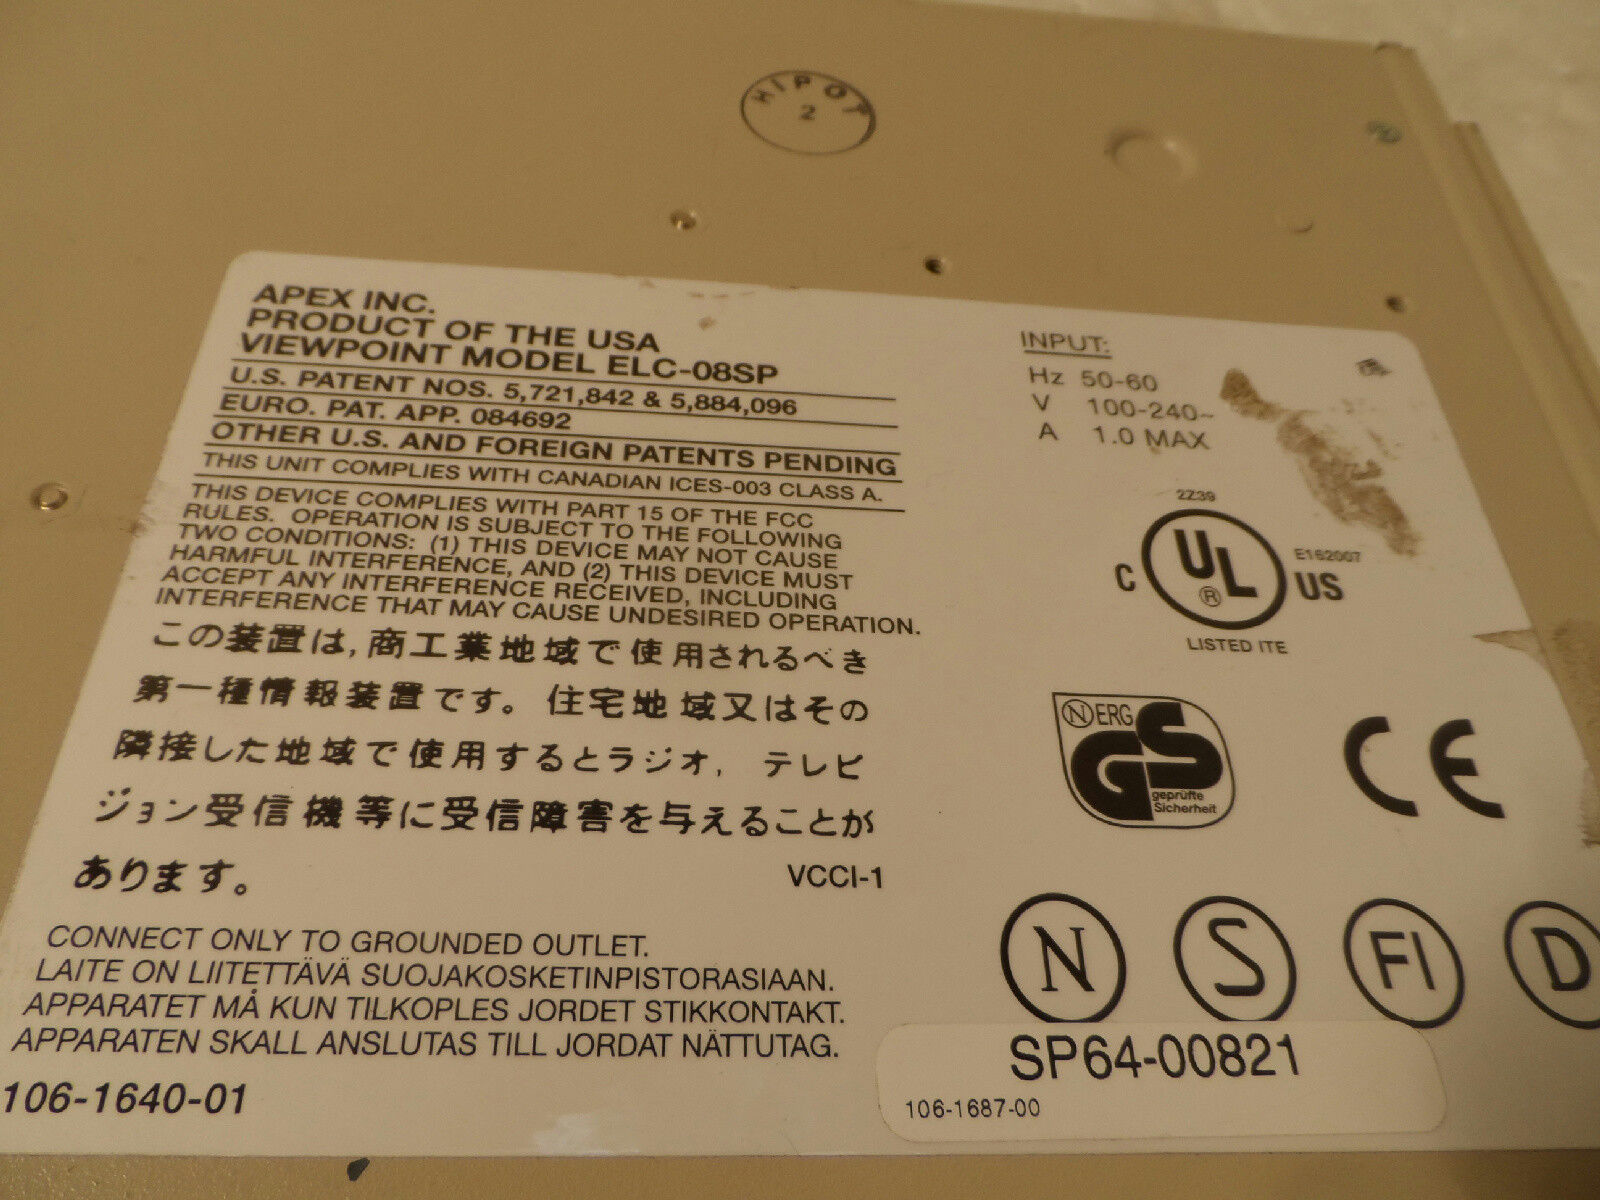 HIPOT
2
APEX INC.
PRODUCT OF THE USA
VIEWPOINT MODEL ELC-08SP
U.S. PATENT NOS. 5,721,842 & 5,884,096
EURO. PAT. APP. 084692
OTHER U.S. AND FOREIGN PATENTS PENDING
THIS UNIT COMPLIES WITH CANADIAN ICES-003 CLASS A.
THIS DEVICE COMPLIES WITH PART 15 OF THE FCC
RULES. OPERATION IS SUBJECT TO THE FOLLOWING
TWO CONDITIONS: (1) THIS DEVICE MAY NOT CAUSE
HARMFUL INTERFERENCE, AND (2) THIS DEVICE MUST
ACCEPT ANY INTERFERENCE RECEIVED, INCLUDING
INTERFERENCE THAT MAY CAUSE UNDESIRED OPERATION.
この装置は,商工業地域で使用されるべき
第一種情報装置です。住宅地域又はその
隣接した地域で使用するとラジオ,テレビ
ジョン受信機等に受信障害を与えることが
あります。
VCCI-1
CONNECT ONLY TO GROUNDED OUTLET.
LAITE ON LIITETTÄVÄ SUOJAKOSKETINPISTORASIAAN.
APPARATET MÅ KUN TILKOPLES JORDET STIKKONTAKT.
APPARATEN SKALL ANSLUTAS TILL JORDAT NÄTTUTAG.
106-1640-01
INPUT:
Hz 50-60
V 100-240~
A 1.0 MAX
2Z39
C UL® US
E162007
LISTED ITE
N ERG
GS
geprüfte
Sicherheit
CE
N S FI D
SP64-00821
106-1687-00